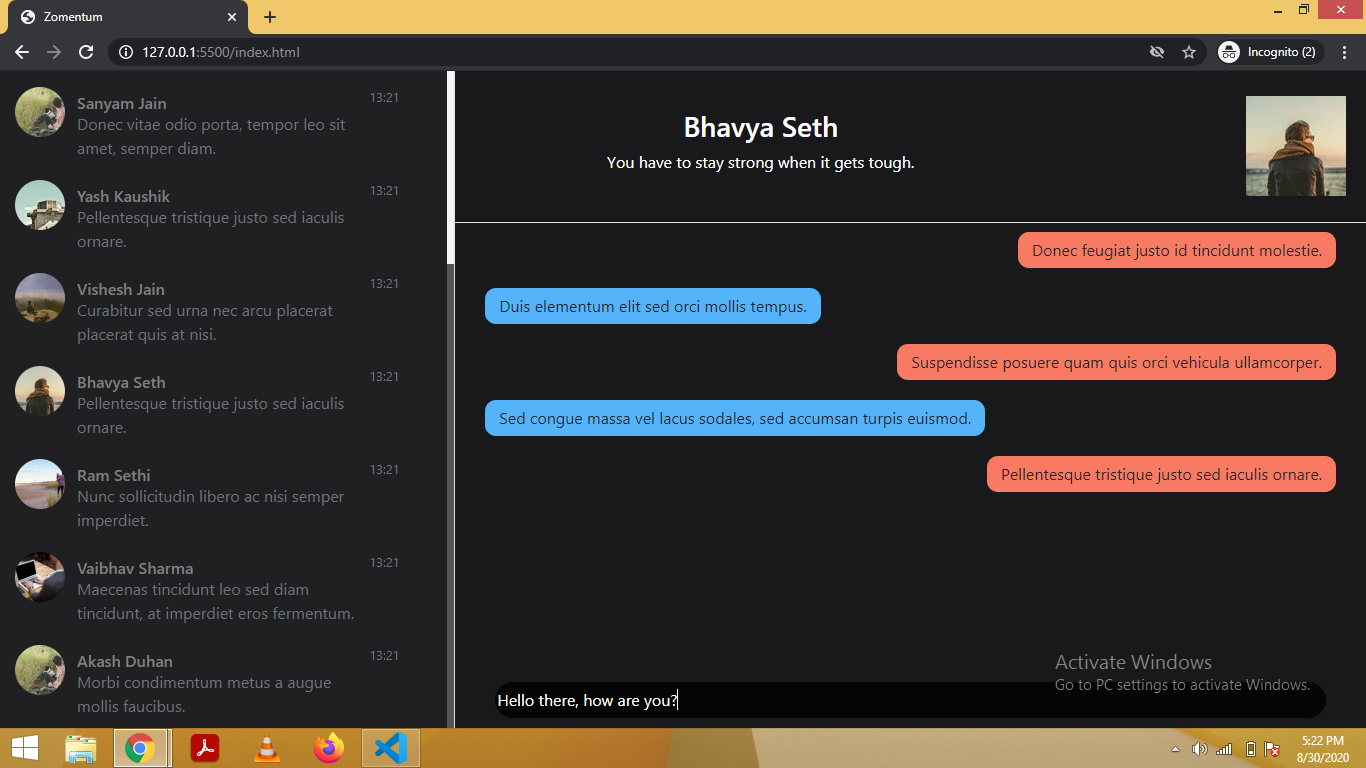 Zomentum
127.0.0.1:5500/index.html
Incognito (2)
Sanyam Jain
13:21
Donec vitae odio porta, tempor leo sit
amet, semper diam.
Yash Kaushik
13:21
Pellentesque tristique justo sed iaculis
ornare.
Vishesh Jain
13:21
Curabitur sed urna nec arcu placerat
placerat quis at nisi.
Bhavya Seth
13:21
Pellentesque tristique justo sed iaculis
ornare.
Ram Sethi
13:21
Nunc sollicitudin libero ac nisi semper
imperdiet.
Vaibhav Sharma
13:21
Maecenas tincidunt leo sed diam
tincidunt, at imperdiet eros fermentum.
Akash Duhan
13:21
Morbi condimentum metus a augue
mollis faucibus.
Bhavya Seth
You have to stay strong when it gets tough.
Donec feugiat justo id tincidunt molestie.
Duis elementum elit sed orci mollis tempus.
Suspendisse posuere quam quis orci vehicula ullamcorper.
Sed congue massa vel lacus sodales, sed accumsan turpis euismod.
Pellentesque tristique justo sed iaculis ornare.
Activate Windows
Go to PC settings to activate Windows.
Hello there, how are you?
5:22 PM
8/30/2020